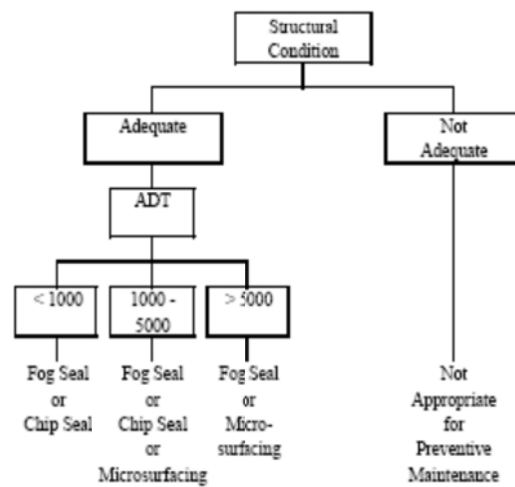 Structural
Condition
Adequate
Not
Adequate
ADT
< 1000
1000 -
5000
> 5000
Fog Seal
or
Chip Seal
Fog Seal
or
Chip Seal
or
Microsurfacing
Fog Seal
or
Micro-
surfacing
Not
Appropriate
for
Preventive
Maintenance